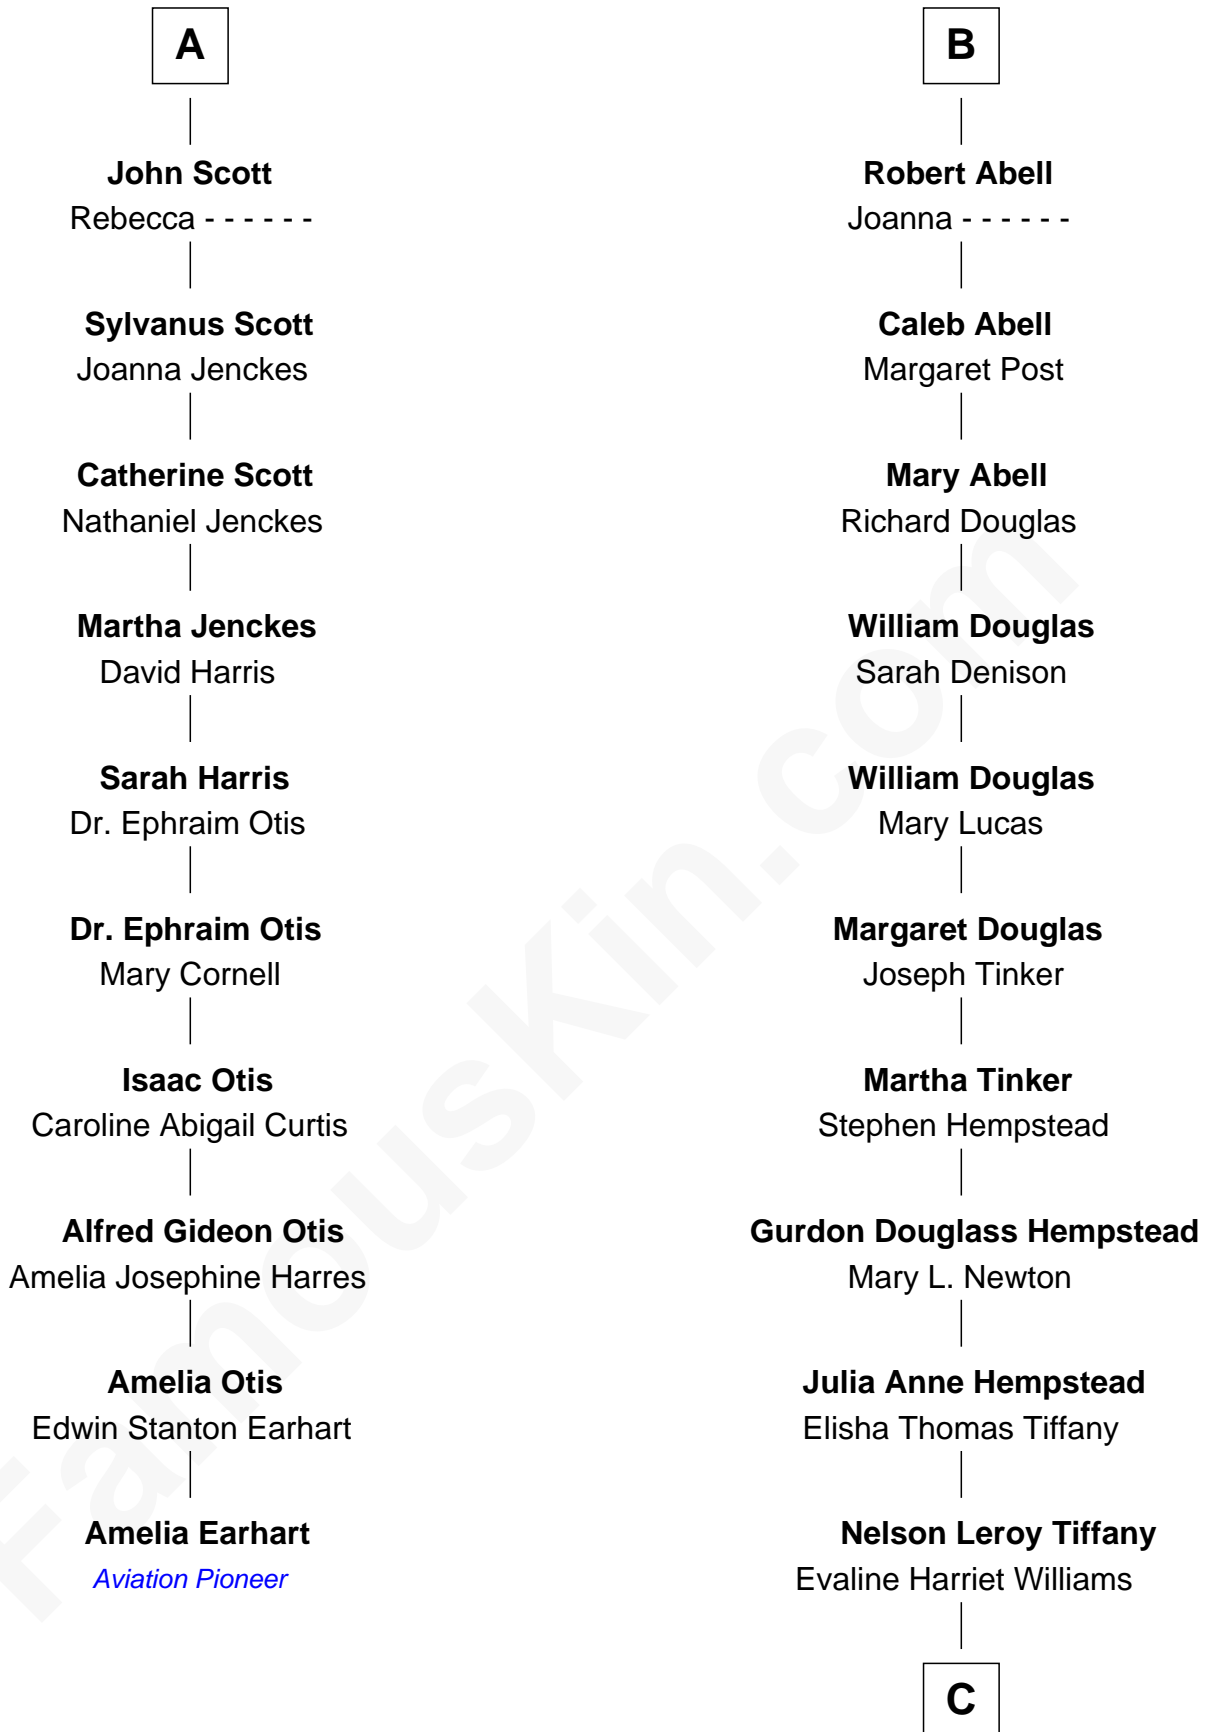 A
John Scott
Rebecca - - - - - -
Sylvanus Scott
Joanna Jenckes
Catherine Scott
Nathaniel Jenckes
Martha Jenckes
David Harris
Sarah Harris
Dr. Ephraim Otis
Dr. Ephraim Otis
Mary Cornell
Isaac Otis
Caroline Abigail Curtis
Alfred Gideon Otis
Amelia Josephine Harres
Amelia Otis
Edwin Stanton Earhart
Amelia Earhart
Aviation Pioneer
B
Robert Abell
Joanna - - - - - -
Caleb Abell
Margaret Post
Mary Abell
Richard Douglas
William Douglas
Sarah Denison
William Douglas
Mary Lucas
Margaret Douglas
Joseph Tinker
Martha Tinker
Stephen Hempstead
Gurdon Douglass Hempstead
Mary L. Newton
Julia Anne Hempstead
Elisha Thomas Tiffany
Nelson Leroy Tiffany
Evaline Harriet Williams
C
FamousKin.com